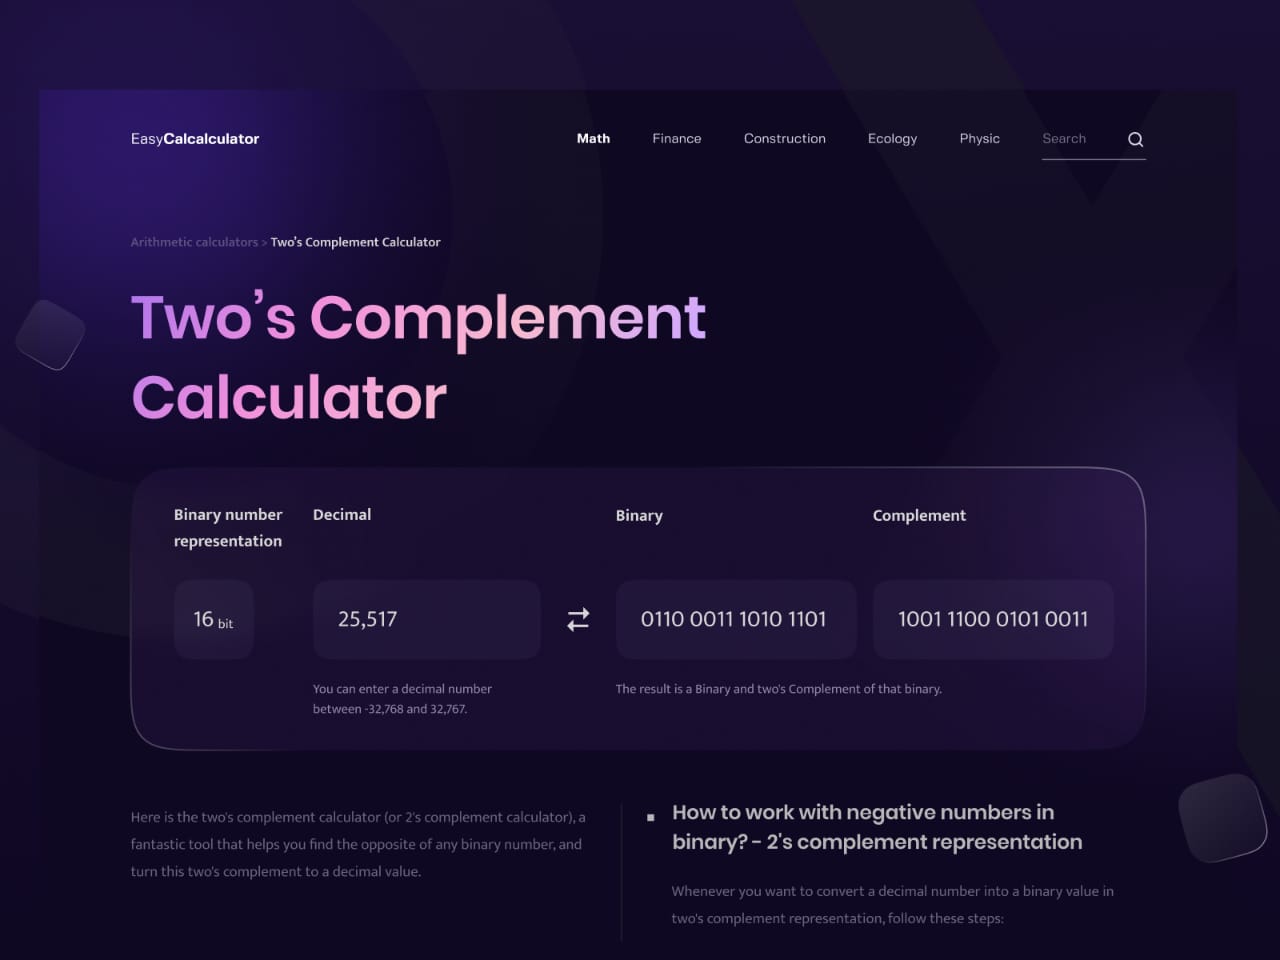 EasyCalcalculator
Math Finance Construction Ecology Physic Search
Arithmetic calculators > Two's Complement Calculator
Two’s Complement
Calculator
Binary number
representation
Decimal
Binary
Complement
16 bit
25,517
0110 0011 1010 1101
1001 1100 0101 0011
You can enter a decimal number
between -32,768 and 32,767.
The result is a Binary and two's Complement of that binary.
Here is the two's complement calculator (or 2's complement calculator), a
fantastic tool that helps you find the opposite of any binary number, and
turn this two's complement to a decimal value.
How to work with negative numbers in
binary? - 2's complement representation
Whenever you want to convert a decimal number into a binary value in
two's complement representation, follow these steps: